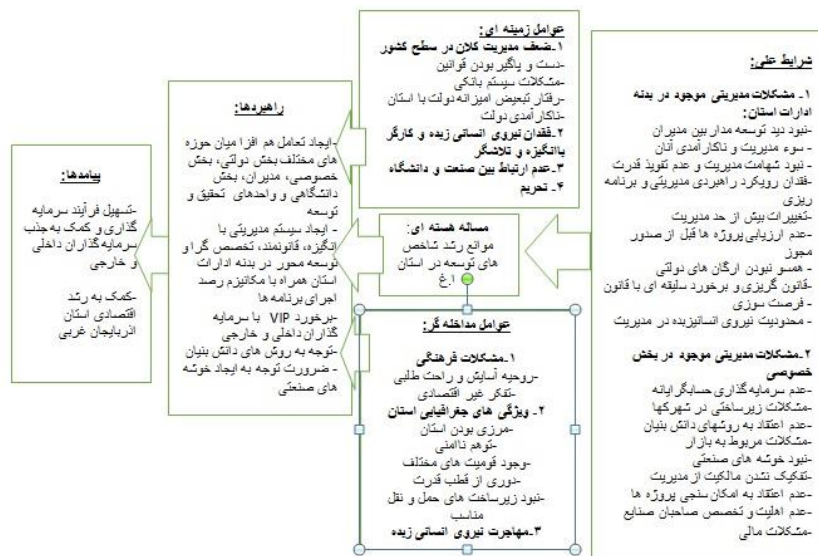 شرایط علی:
۱- مشکلات مدیریتی موجود در بدنه
ادارات استان:
-نبود دید توسعه مدار بین مدیران
- سوء مدیریت و ناکارآمدی آنان
- نبود شهامت مدیریت و عدم تفویذ قدرت
-فقدان رویکرد راهبردی مدیریتی و برنامه
ریزی
-تغییرات بیش از حد مدیریت
-عدم ارزیابی پروژه ها قبل از صدور
مجوز
- همسو نبودن ارگان های دولتی
-قانون گریزی و برخورد سلیقه ای با قانون
- فرصت سوزی
- محدودیت نیروی انسانیزبده در مدیریت
۲-مشکلات مدیریتی موجود در بخش
خصوصی
-عدم سرمایه گذاری حسابگرایانه
-مشکلات زیرساختی در شهرکها
-عدم اعتقاد به روشهای دانش بنیان
-مشکلات مربوط به بازار
-نبود خوشه های صنعتی
-تفکیک نشدن مالکیت از مدیریت
-عدم اعتقاد به امکان سنجی پروژه ها
-عدم اهلیت و تخصص صاحبان صنایع
-مشکلات مالی
عوامل زمینه ای:
۱-ضعف مدیریت کلان در سطح کشور
-دست و پاگیر بودن قوانین
-مشکلات سیستم بانکی
-رفتار تبعیض امیزانه دولت با استان
-ناکارآمدی دولت
۲-فقدان نیروی انسانی زبده و کارگر
باانگیزه و تلاشگر
۳-عدم ارتباط بین صنعت و دانشگاه
۴- تحریم
مساله هسته ای:
موانع رشد شاخص
های توسعه در استان
ا.غ
عوامل مداخله گر:
۱-مشکلات فرهنگی
-روحیه آسایش و راحت طلبی
-تفکر غیر اقتصادی
۲- ویژگی های جغرافیایی استان
-مرزی بودن استان
-توهم ناامنی
-وجود قومیت های مختلف
-دوری از قطب قدرت
-نبود زیرساخت های حمل و نقل
مناسب
۳-مهاجرت نیروی انسانی زبده
راهبردها:
-ایجاد تعامل هم افزا میان حوزه
های مختلف بخش دولتی، بخش
خصوصی، مدیران، بخش
دانشگاهی و واحدهای تحقیق و
توسعه
- ایجاد سیستم مدیریتی با
انگیزه، قانونمند، تخصص گرا و
توسعه محور در بدنه ادارات
استان همراه با مکانیزم رصد
اجرای برنامه ها
-برخورد VIP با سرمایه
گذاران داخلی و خارجی
-توجه به روش های دانش بنیان
- ضرورت توجه به ایجاد خوشه
های صنعتی
پیامدها:
-تسهیل فرآیند سرمایه
گذاری و کمک به جذب
سرمایه گذاران داخلی
و خارجی
-کمک به رشد
اقتصادی استان
اذربایجان غربی